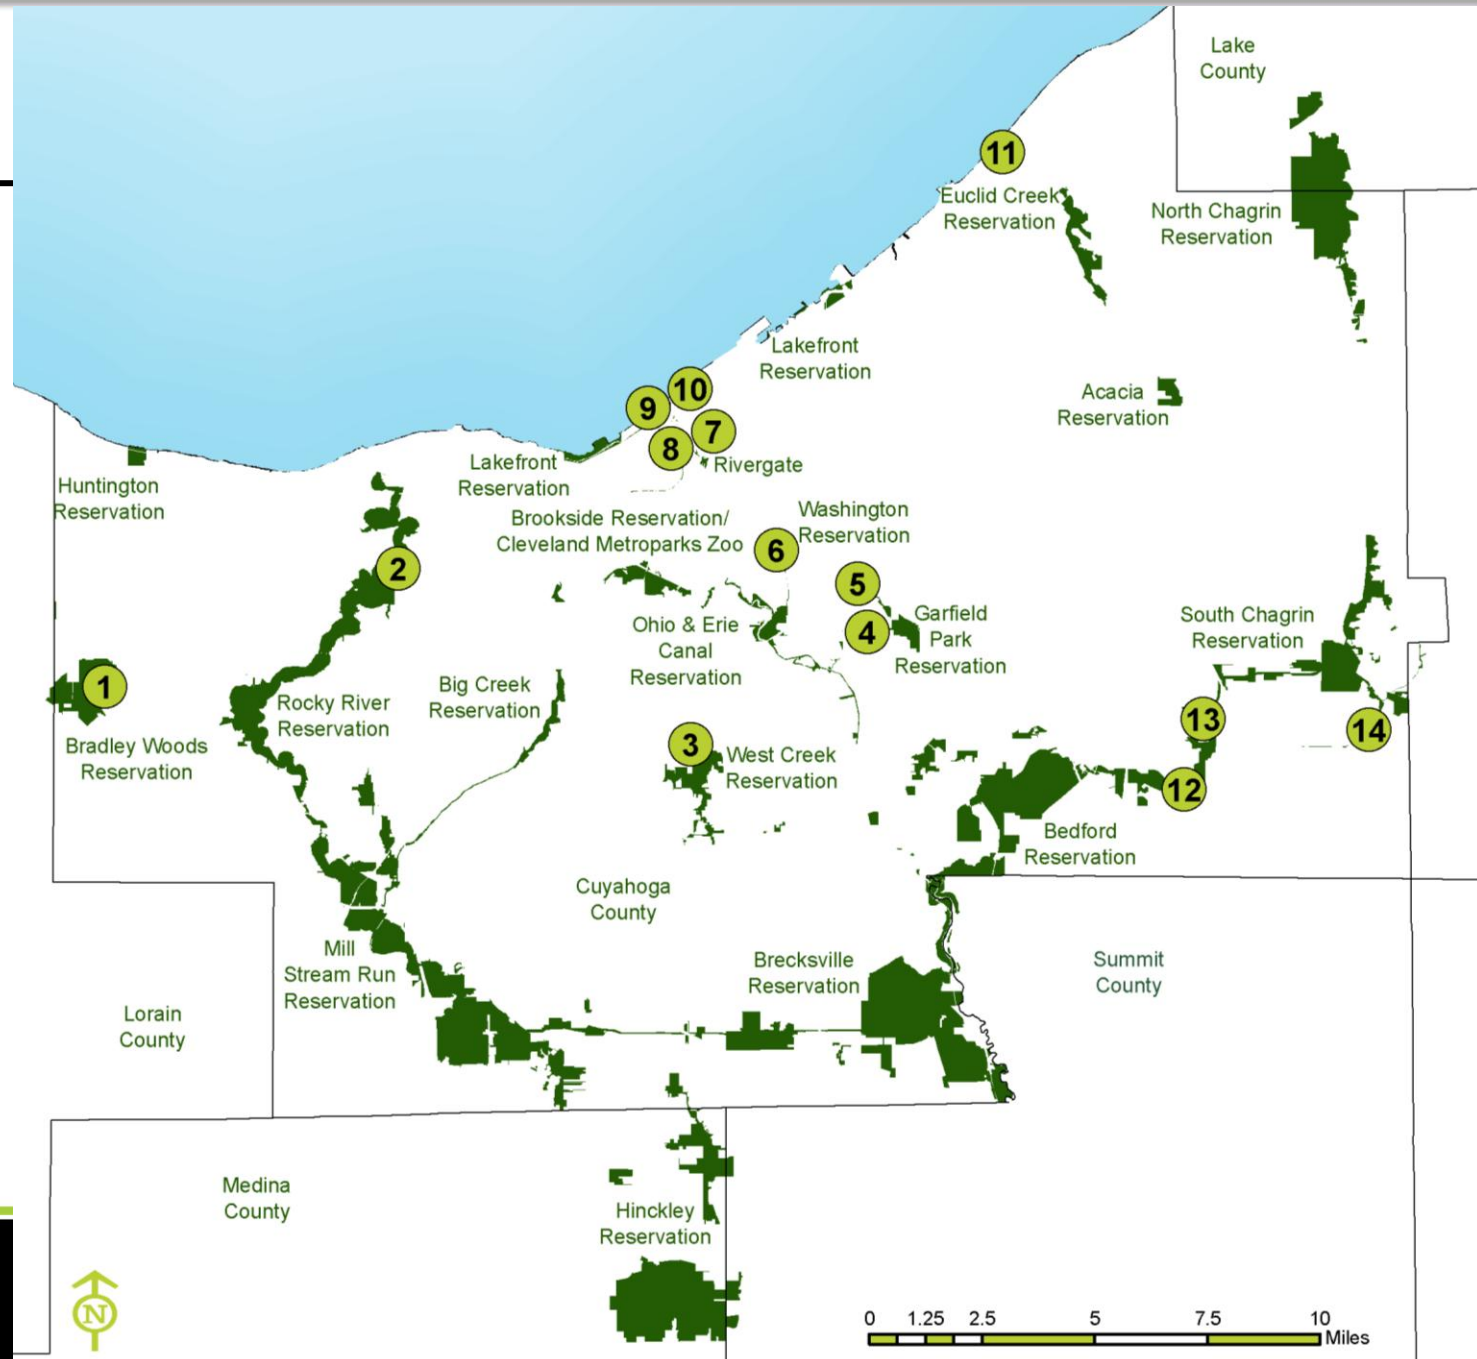 Lake
County
11
Euclid Creek
Reservation
North Chagrin
Reservation
Lakefront
Reservation
Acacia
Reservation
10
9
7
8
Rivergate
Lakefront
Reservation
Huntington
Reservation
Brookside Reservation/
Cleveland Metroparks Zoo
Washington
Reservation
6
2
5
4
Garfield
Park
Reservation
Ohio & Erie
Canal
Reservation
South Chagrin
Reservation
1
Bradley Woods
Reservation
Rocky River
Reservation
Big Creek
Reservation
3
West Creek
Reservation
13
14
12
Bedford
Reservation
Cuyahoga
County
Mill
Stream Run
Reservation
Brecksville
Reservation
Summit
County
Lorain
County
Medina
County
Hinckley
Reservation
N
0 1.25 2.5 5 7.5 10
Miles